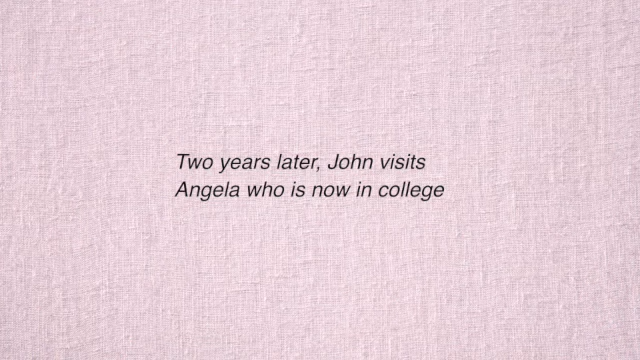 Two years later, John visits
Angela who is now in college